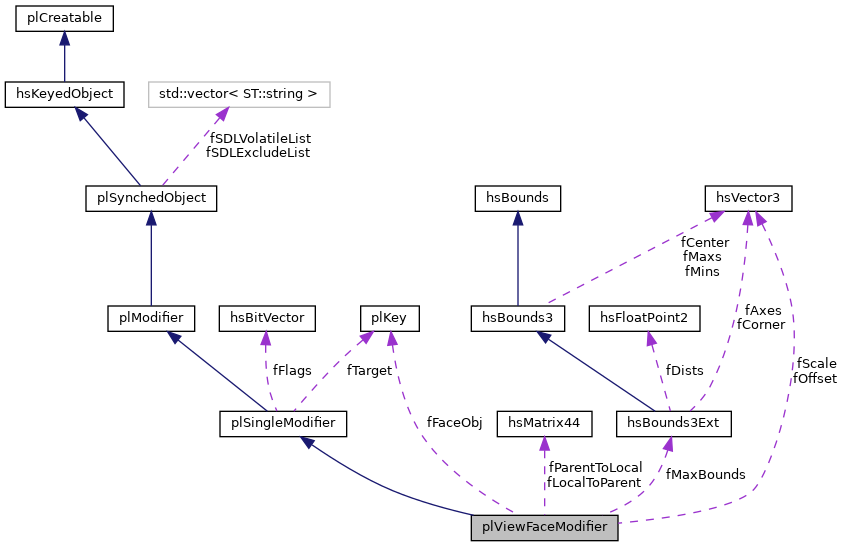 plCreatable
hsKeyedObject
std::vector< ST::string >
fSDLVolatileList
fSDLExcludeList
plSynchedObject
hsBounds
hsVector3
fCenter
fMaxs
fMins
plModifier
hsBitVector
plKey
hsBounds3
hsFloatPoint2
fAxes
fCorner
fFlags
fTarget
fDists
fScale
fOffset
plSingleModifier
fFaceObj
hsMatrix44
hsBounds3Ext
fParentToLocal
fLocalToParent
fMaxBounds
plViewFaceModifier